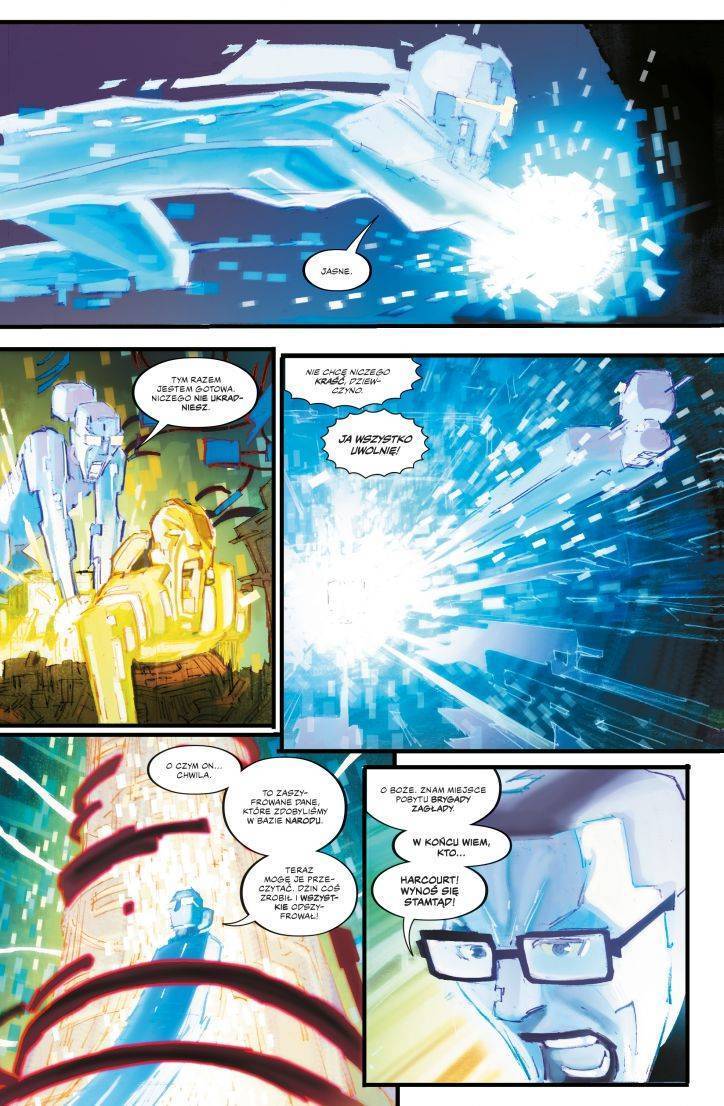 JASNE.
TYM RAZEM
JESTEM GOTOWA.
NICZEGO NIE UKRAD-
NIESZ.
NIE CHCĘ NICZEGO
KRAŚĆ, DZIEW-
CZYNO.
JA WSZYSTKO
UWOLNIĘ!
O CZYM ON...
CHWILA.
TO ZASZY-
FROWANE DANE,
KTÓRE ZDOBYLIŚMY
W BAZIE NARODU.
TERAZ
MOGĘ JE PRZE-
CZYTAĆ. DŻIN COŚ
ZROBIŁ I WSZYST-
KIE ODSZY-
FROWAŁ!
O BOŻE. ZNAM MIEJSCE
POBYTU BRYGADY
ZAGŁADY.
W KOŃCU WIEM,
KTO...
HARCOURT!
WYNOŚ SIĘ
STAMTĄD!